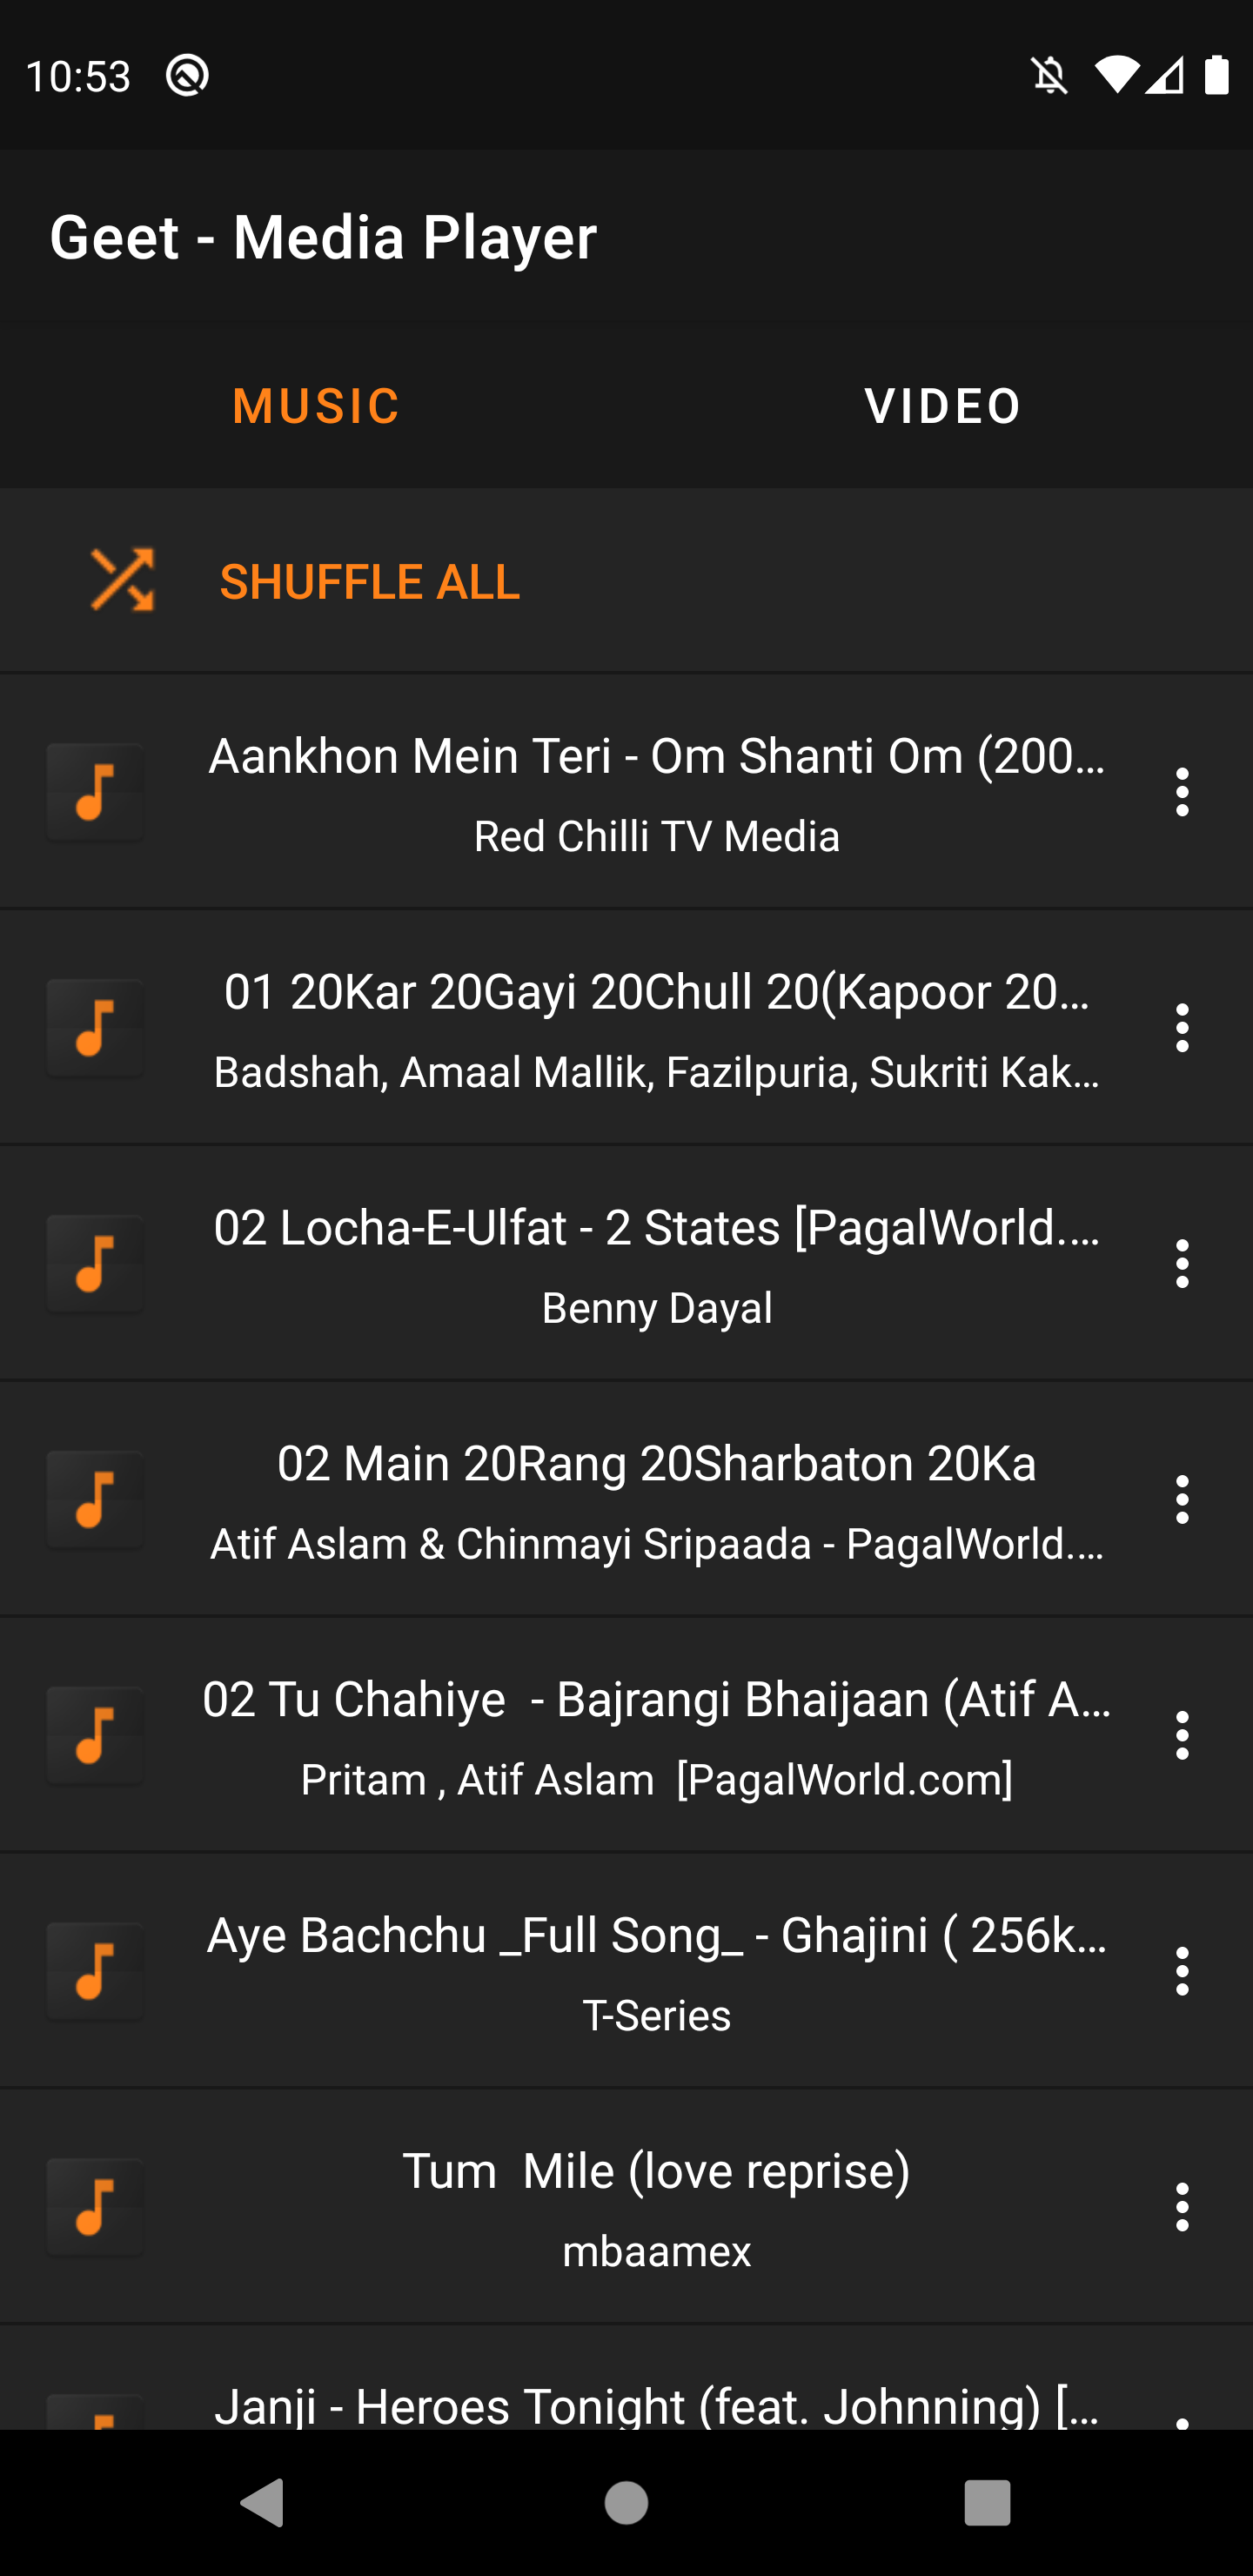 10:53
Geet - Media Player
MUSIC
VIDEO
SHUFFLE ALL
Aankhon Mein Teri - Om Shanti Om (200...
Red Chilli TV Media
01 20Kar 20Gayi 20Chull 20(Kapoor 20...
Badshah, Amaal Mallik, Fazilpuria, Sukriti Kak...
02 Locha-E-Ulfat - 2 States [PagalWorld....
Benny Dayal
02 Main 20Rang 20Sharbaton 20Ka
Atif Aslam & Chinmayi Sripaada - PagalWorld....
02 Tu Chahiye  - Bajrangi Bhaijaan (Atif A...
Pritam , Atif Aslam  [PagalWorld.com]
Aye Bachchu _Full Song_ - Ghajini ( 256k...
T-Series
Tum  Mile (love reprise)
mbaamex
Janji - Heroes Tonight (feat. Johnning) [...